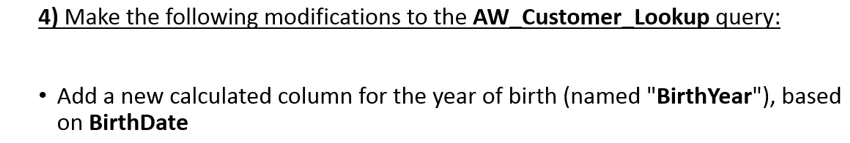 4) Make the following modifications to the AW_Customer_Lookup query:
• Add a new calculated column for the year of birth (named "BirthYear"), based
on BirthDate